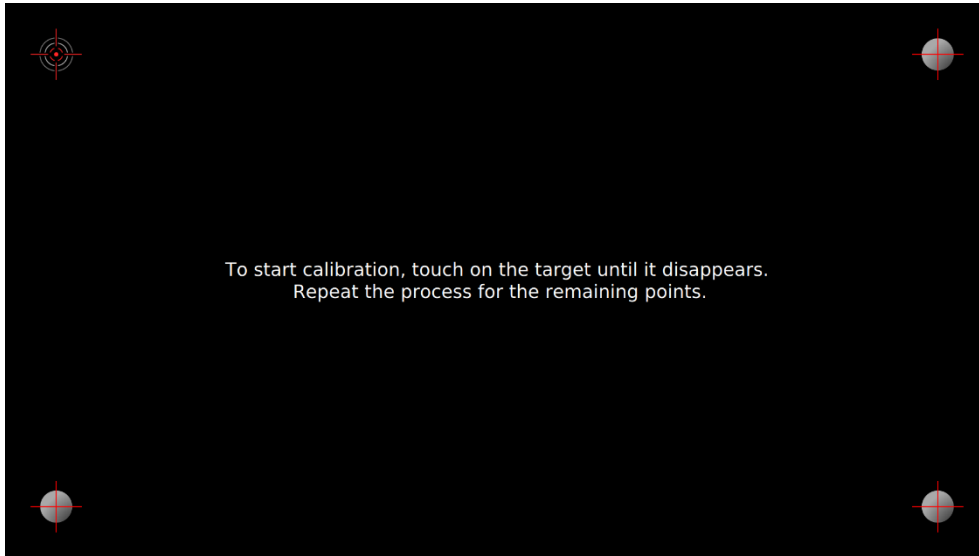 To start calibration, touch on the target until it disappears.
Repeat the process for the remaining points.